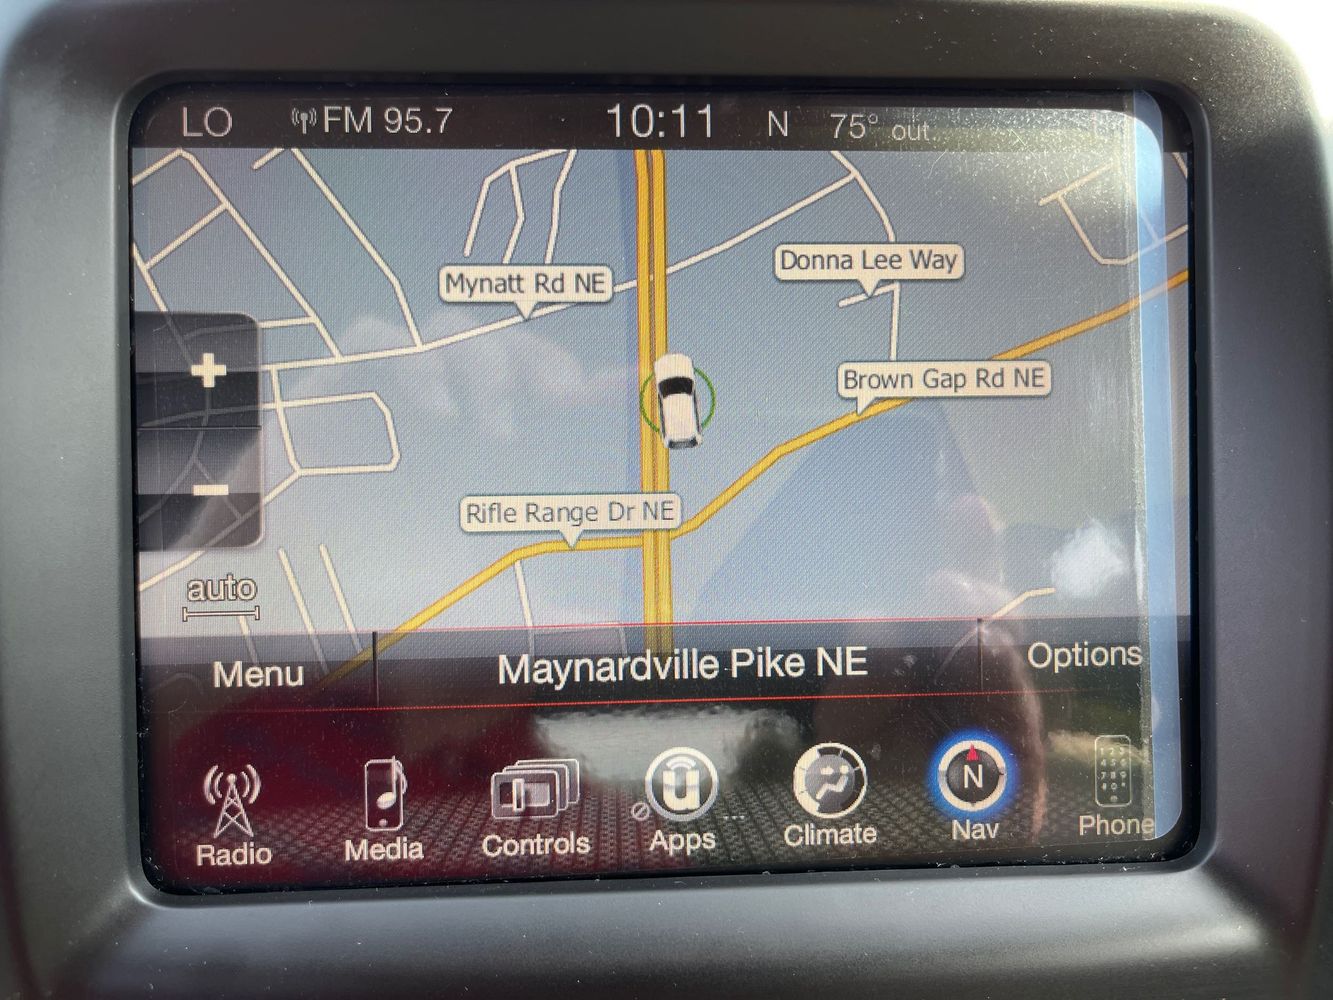 LO FM 95.7 10:11 N 75° out
Donna Lee Way
Mynatt Rd NE
+
Brown Gap Rd NE
-
Rifle Range Dr NE
auto
Menu Maynardville Pike NE Options
N
Radio Media Controls Apps Climate Nav Phone